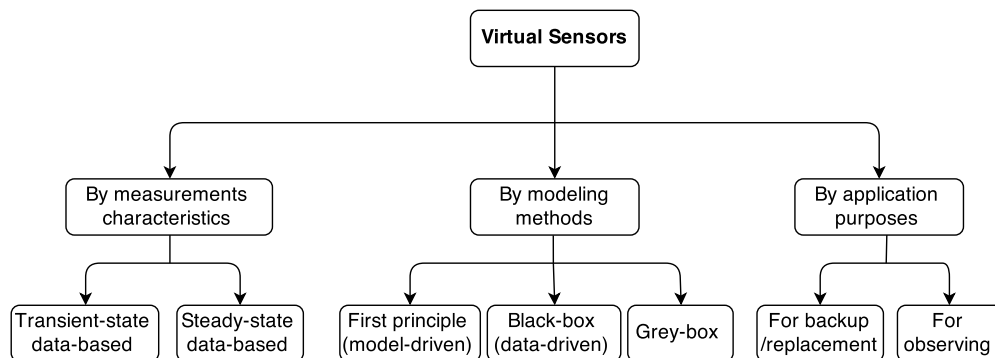 Virtual Sensors
By measurements
characteristics
By modeling
methods
By application
purposes
Transient-state
data-based
Steady-state
data-based
First principle
(model-driven)
Black-box
(data-driven)
Grey-box
For backup
/replacement
For
observing